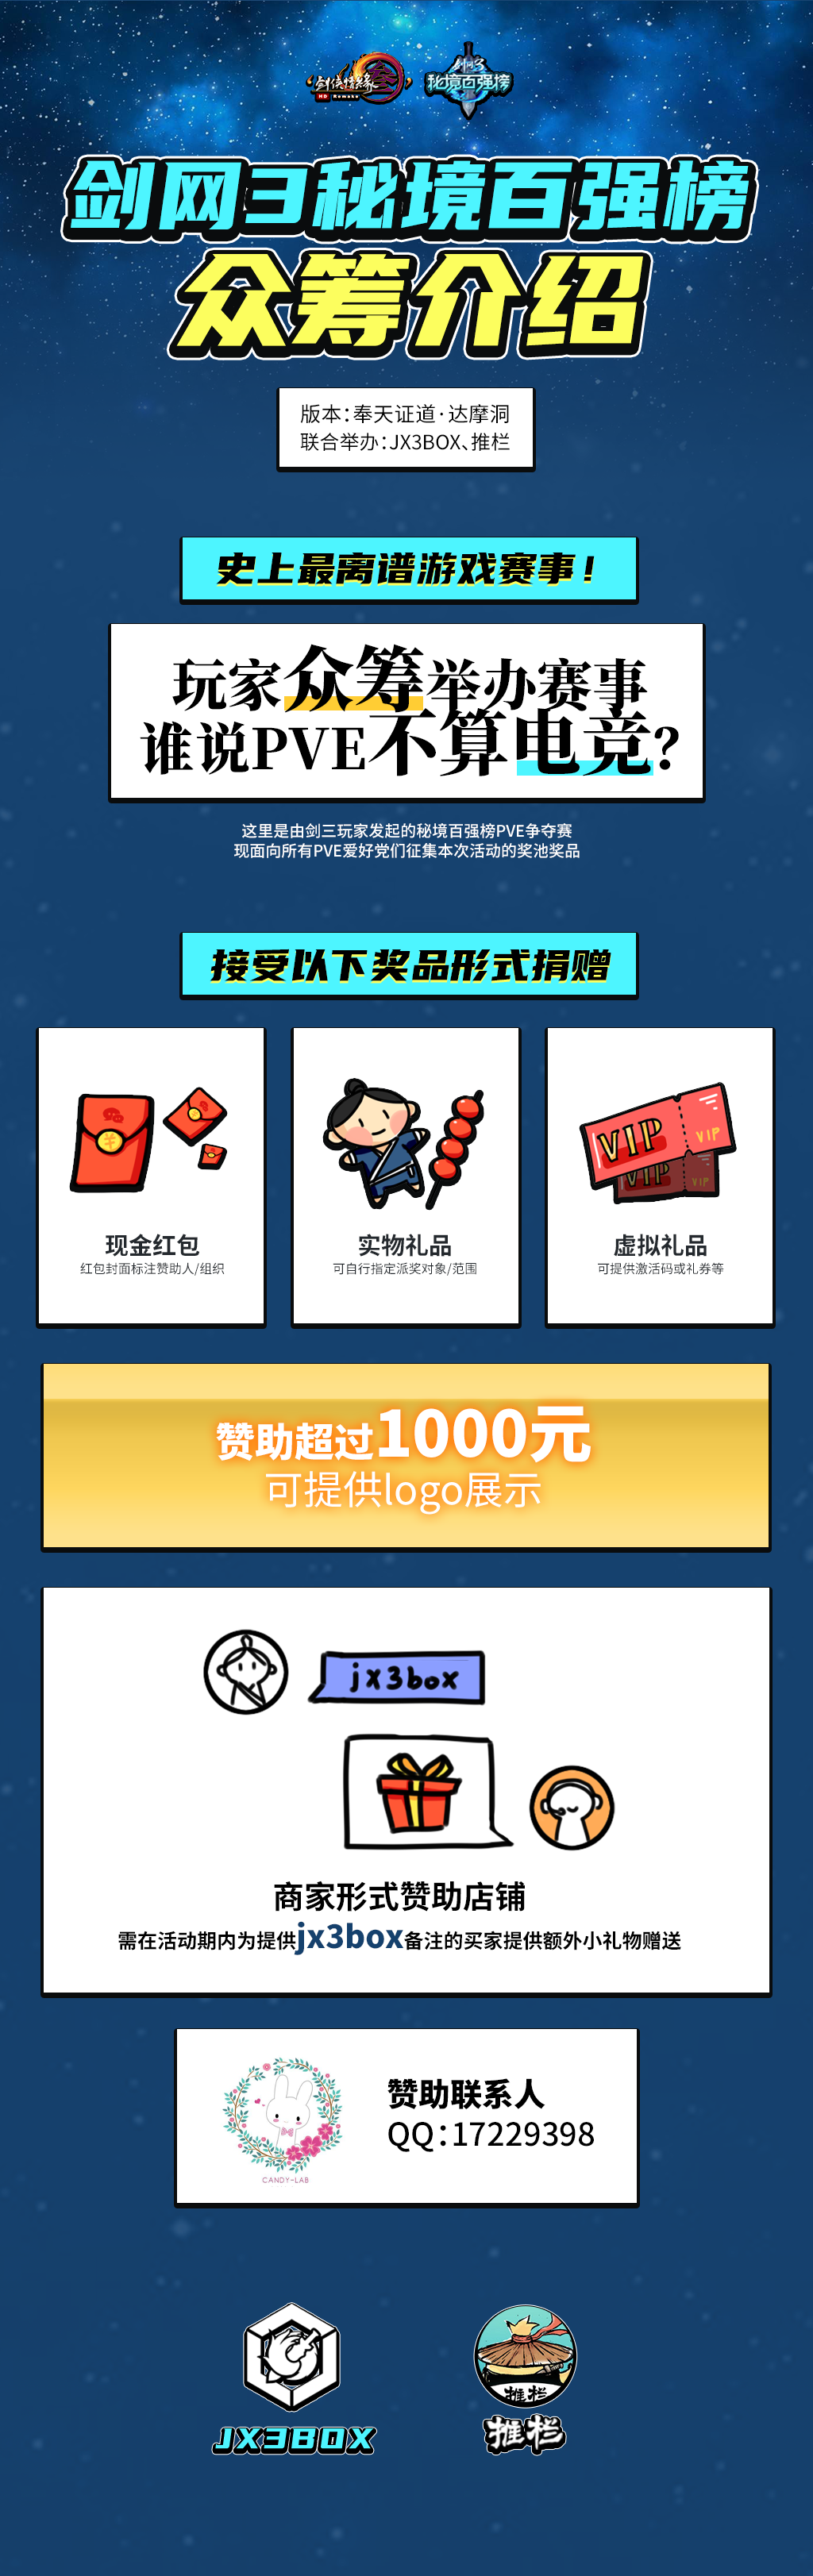 剑侠情缘叁
HD Remake
剑网3
秘境百强榜
剑网3秘境百强榜
众筹介绍
版本：奉天证道·达摩洞
联合举办：JX3BOX、推栏
史上最离谱游戏赛事！
玩家众筹举办赛事
谁说PVE不算电竞？
这里是由剑三玩家发起的秘境百强榜PVE争夺赛
现面向所有PVE爱好党们征集本次活动的奖池奖品
接受以下奖品形式捐赠
VIP
VIP
VIP
VIP
现金红包
红包封面标注赞助人/组织
实物礼品
可自行指定派奖对象/范围
虚拟礼品
可提供激活码或礼券等
赞助超过1000元
可提供logo展示
jx3box
商家形式赞助店铺
需在活动期内为提供jx3box备注的买家提供额外小礼物赠送
CANDY-LAB
赞助联系人
QQ：17229398
JX3BOX
推栏
推栏